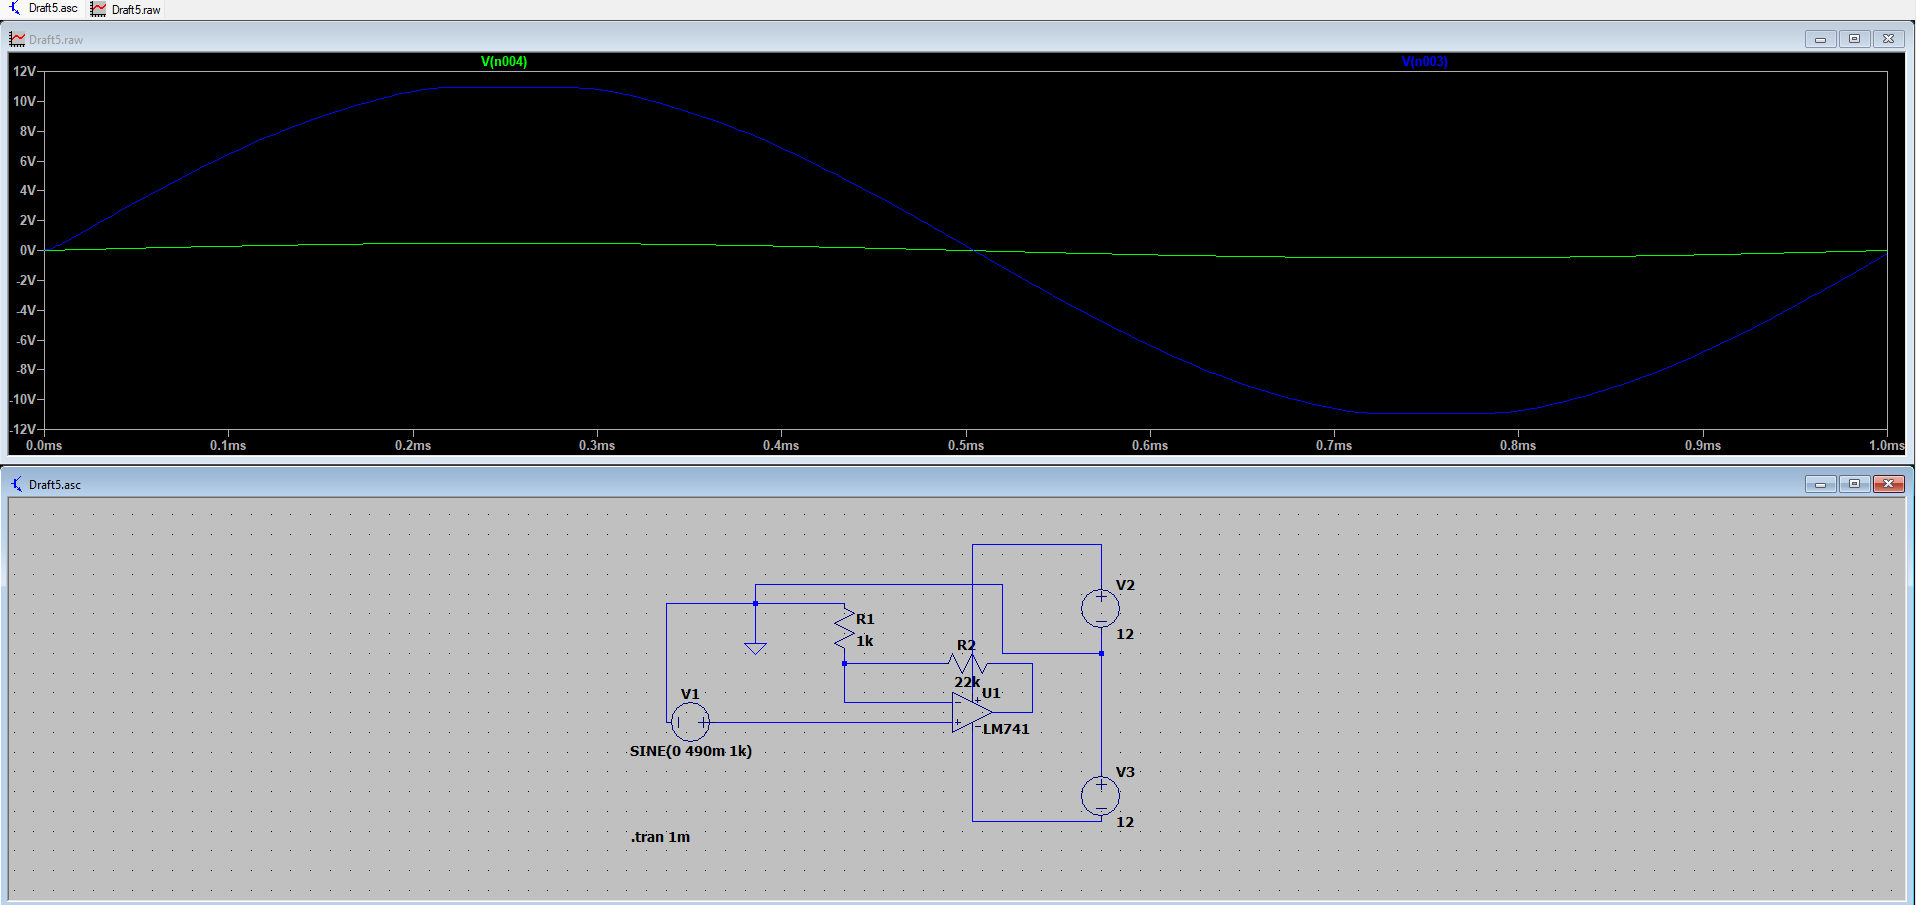 Draft5.asc Draft5.raw
Draft5.raw
V(n004) V(n003)
12V
10V
8V
6V
4V
2V
0V
-2V
-4V
-6V
-8V
-10V
-12V
0.0ms 0.1ms 0.2ms 0.3ms 0.4ms 0.5ms 0.6ms 0.7ms 0.8ms 0.9ms 1.0ms
Draft5.asc
V2
12
R1
1k
R2
22k
U1
LM741
V1
SINE(0 490m 1k)
V3
12
.tran 1m